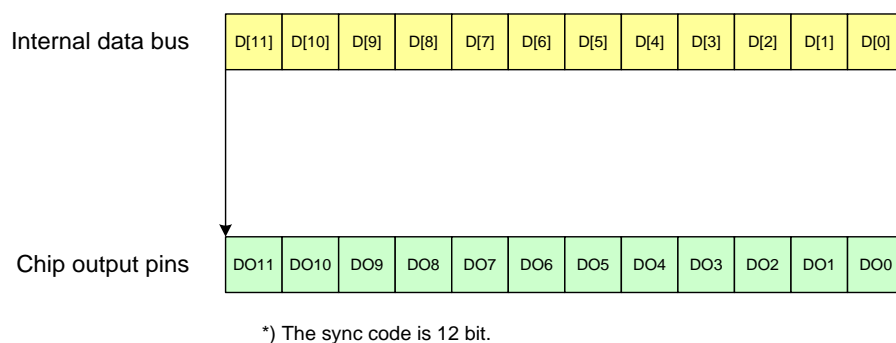 Internal data bus D[11] D[10] D[9] D[8] D[7] D[6] D[5] D[4] D[3] D[2] D[1] D[0]
Chip output pins DO11 DO10 DO9 DO8 DO7 DO6 DO5 DO4 DO3 DO2 DO1 DO0
*) The sync code is 12 bit.